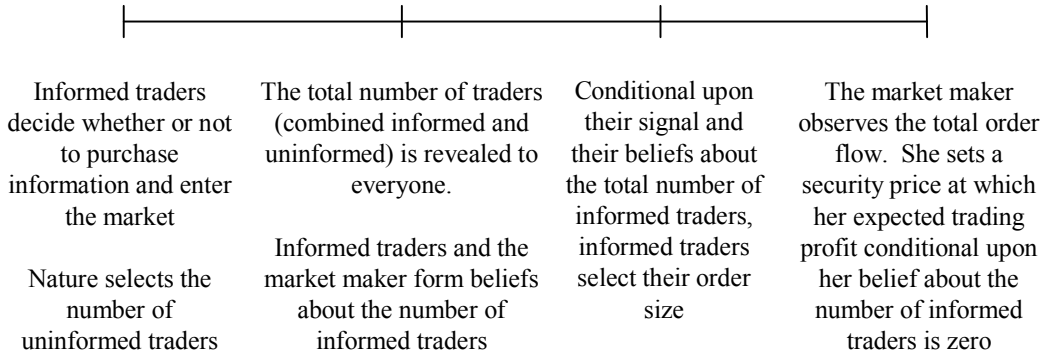 Informed traders
decide whether or not
to purchase
information and enter
the market
Nature selects the
number of
uninformed traders
The total number of traders
(combined informed and
uninformed) is revealed to
everyone.
Informed traders and the
market maker form beliefs
about the number of
informed traders
Conditional upon
their signal and
their beliefs about
the total number of
informed traders,
informed traders
select their order
size
The market maker
observes the total order
flow.  She sets a
security price at which
her expected trading
profit conditional upon
her belief about the
number of informed
traders is zero